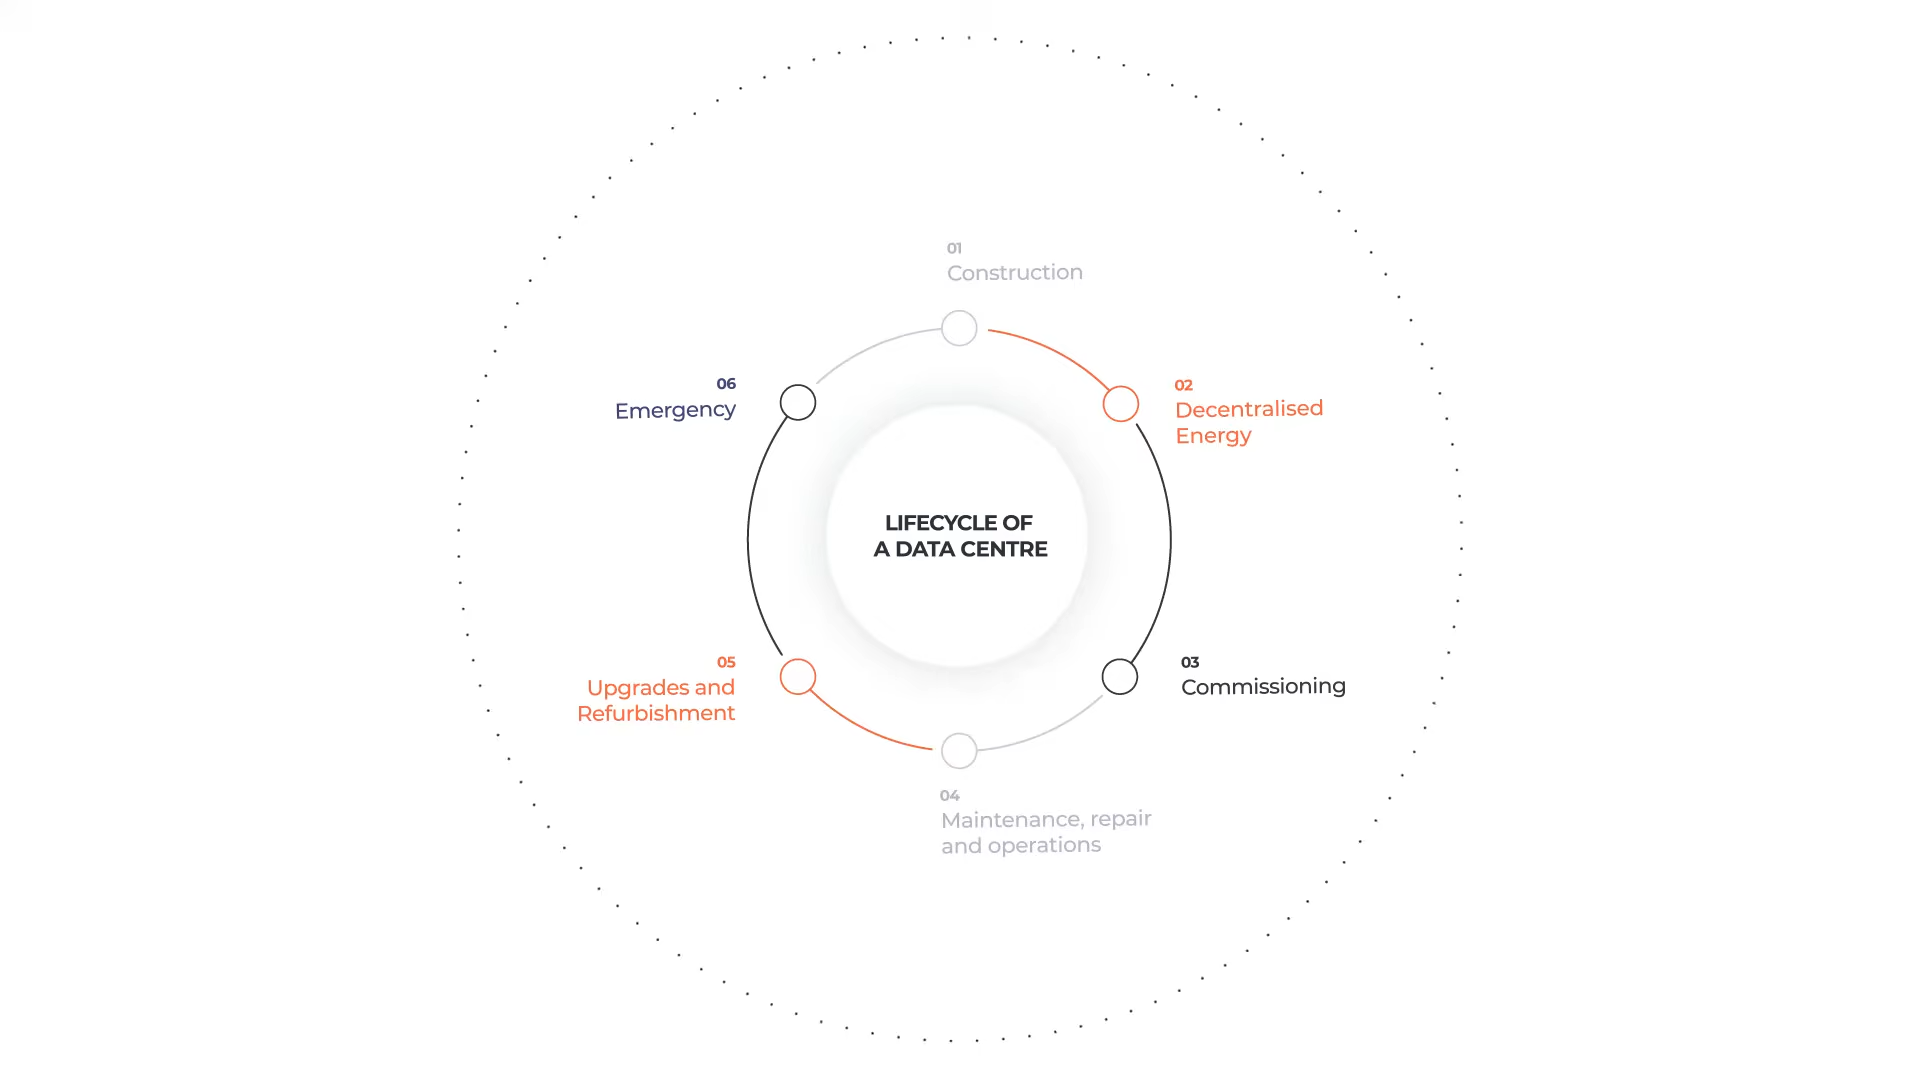 01
Construction
02
Decentralised
Energy
03
Commissioning
04
Maintenance, repair
and operations
05
Upgrades and
Refurbishment
06
Emergency
LIFECYCLE OF
A DATA CENTRE